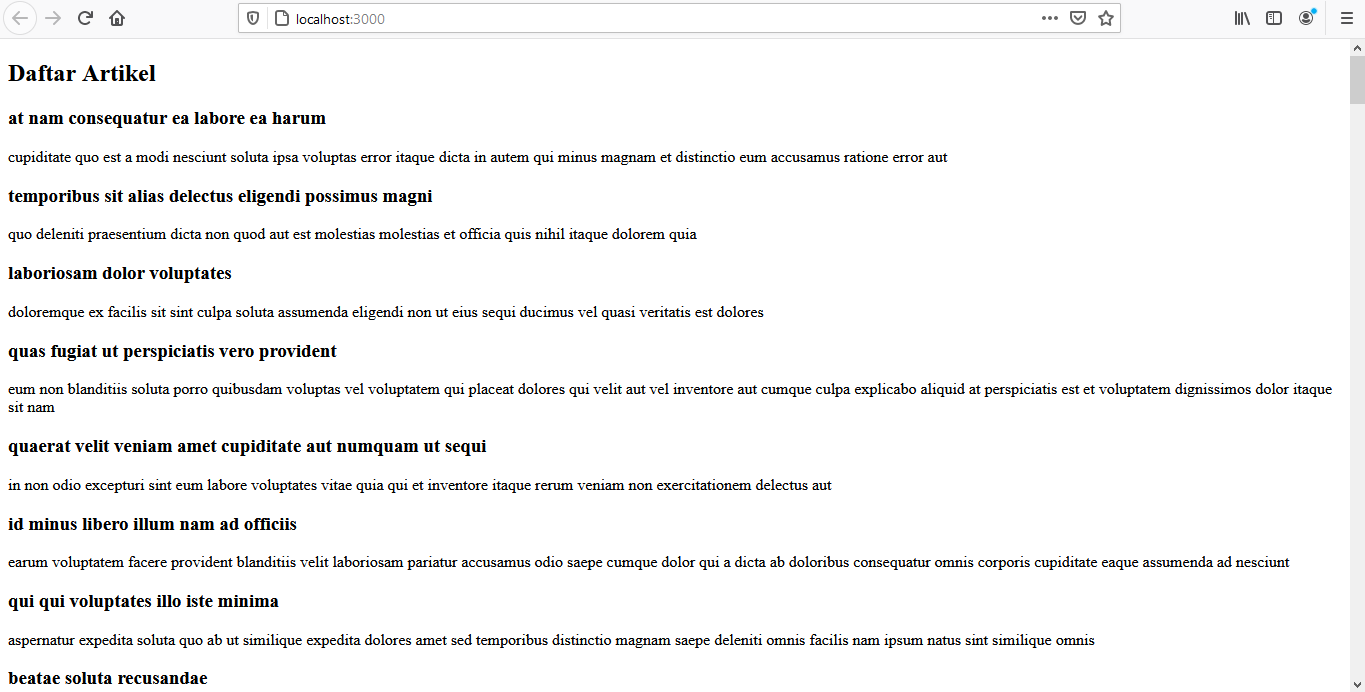 localhost:3000
Daftar Artikel
at nam consequatur ea labore ea harum
cupiditate quo est a modi nesciunt soluta ipsa voluptas error itaque dicta in autem qui minus magnam et distinctio eum accusamus ratione error aut
temporibus sit alias delectus eligendi possimus magni
quo deleniti praesentium dicta non quod aut est molestias molestias et officia quis nihil itaque dolorem quia
laboriosam dolor voluptates
doloremque ex facilis sit sint culpa soluta assumenda eligendi non ut eius sequi ducimus vel quasi veritatis est dolores
quas fugiat ut perspiciatis vero provident
eum non blanditiis soluta porro quibusdam voluptas vel voluptatem qui placeat dolores qui velit aut vel inventore aut cumque culpa explicabo aliquid at perspiciatis est et voluptatem dignissimos dolor itaque
sit nam
quaerat velit veniam amet cupiditate aut numquam ut sequi
in non odio excepturi sint eum labore voluptates vitae quia qui et inventore itaque rerum veniam non exercitationem delectus aut
id minus libero illum nam ad officiis
earum voluptatem facere provident blanditiis velit laboriosam pariatur accusamus odio saepe cumque dolor qui a dicta ab doloribus consequatur omnis corporis cupiditate eaque assumenda ad nesciunt
qui qui voluptates illo iste minima
aspernatur expedita soluta quo ab ut similique expedita dolores amet sed temporibus distinctio magnam saepe deleniti omnis facilis nam ipsum natus sint similique omnis
beatae soluta recusandae